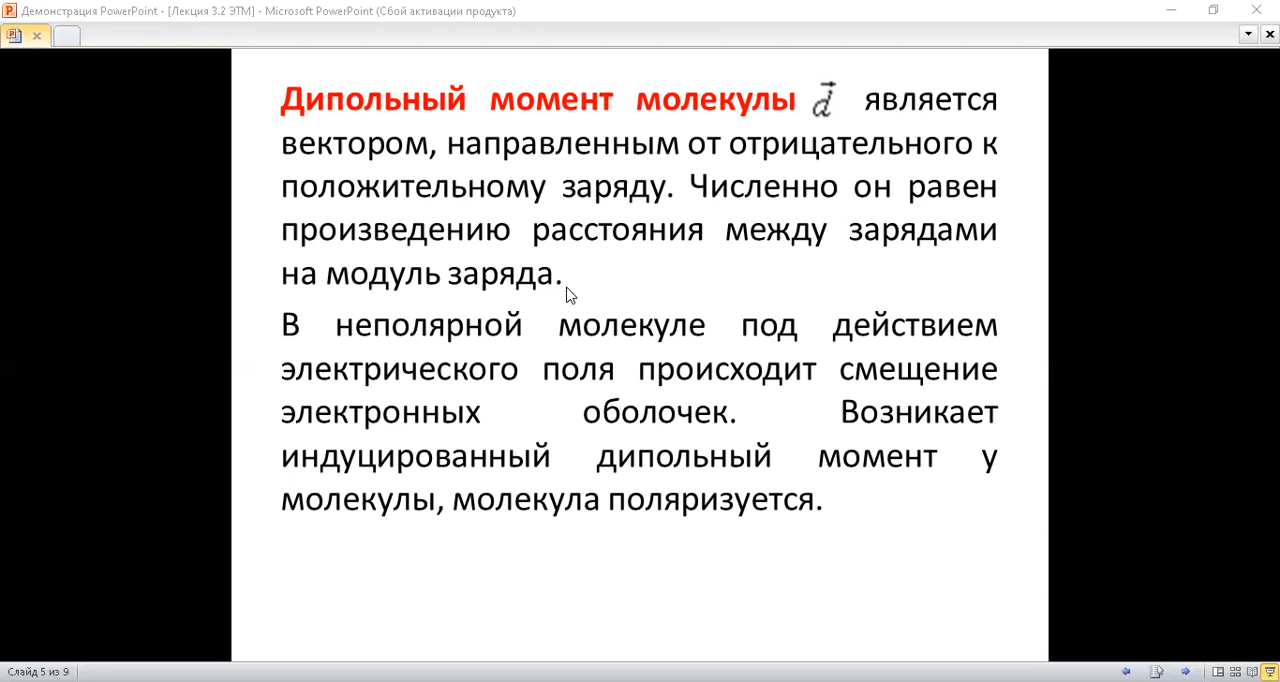 Демонстрация PowerPoint - [Лекция 3.2 ЭТМ] - Microsoft PowerPoint (Сбой активации продукта)
Дипольный момент молекулы d⃗ является
вектором, направленным от отрицательного к
положительному заряду. Численно он равен
произведению расстояния между зарядами
на модуль заряда.
В неполярной молекуле под действием
электрического поля происходит смещение
электронных оболочек. Возникает
индуцированный дипольный момент у
молекулы, молекула поляризуется.
Слайд 5 из 9